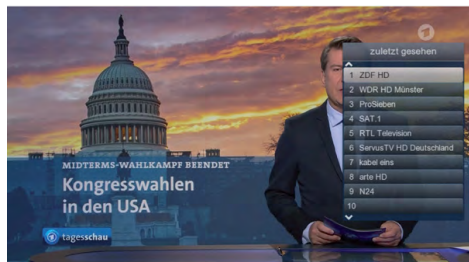 zuletzt gesehen
1 ZDF HD
2 WDR HD Münster
3 ProSieben
4 SAT.1
5 RTL Television
6 ServusTV HD Deutschland
7 kabel eins
8 arte HD
9 N24
10
MIDTERMS-WAHLKAMPF BEENDET
Kongresswahlen
in den USA
tagesschau